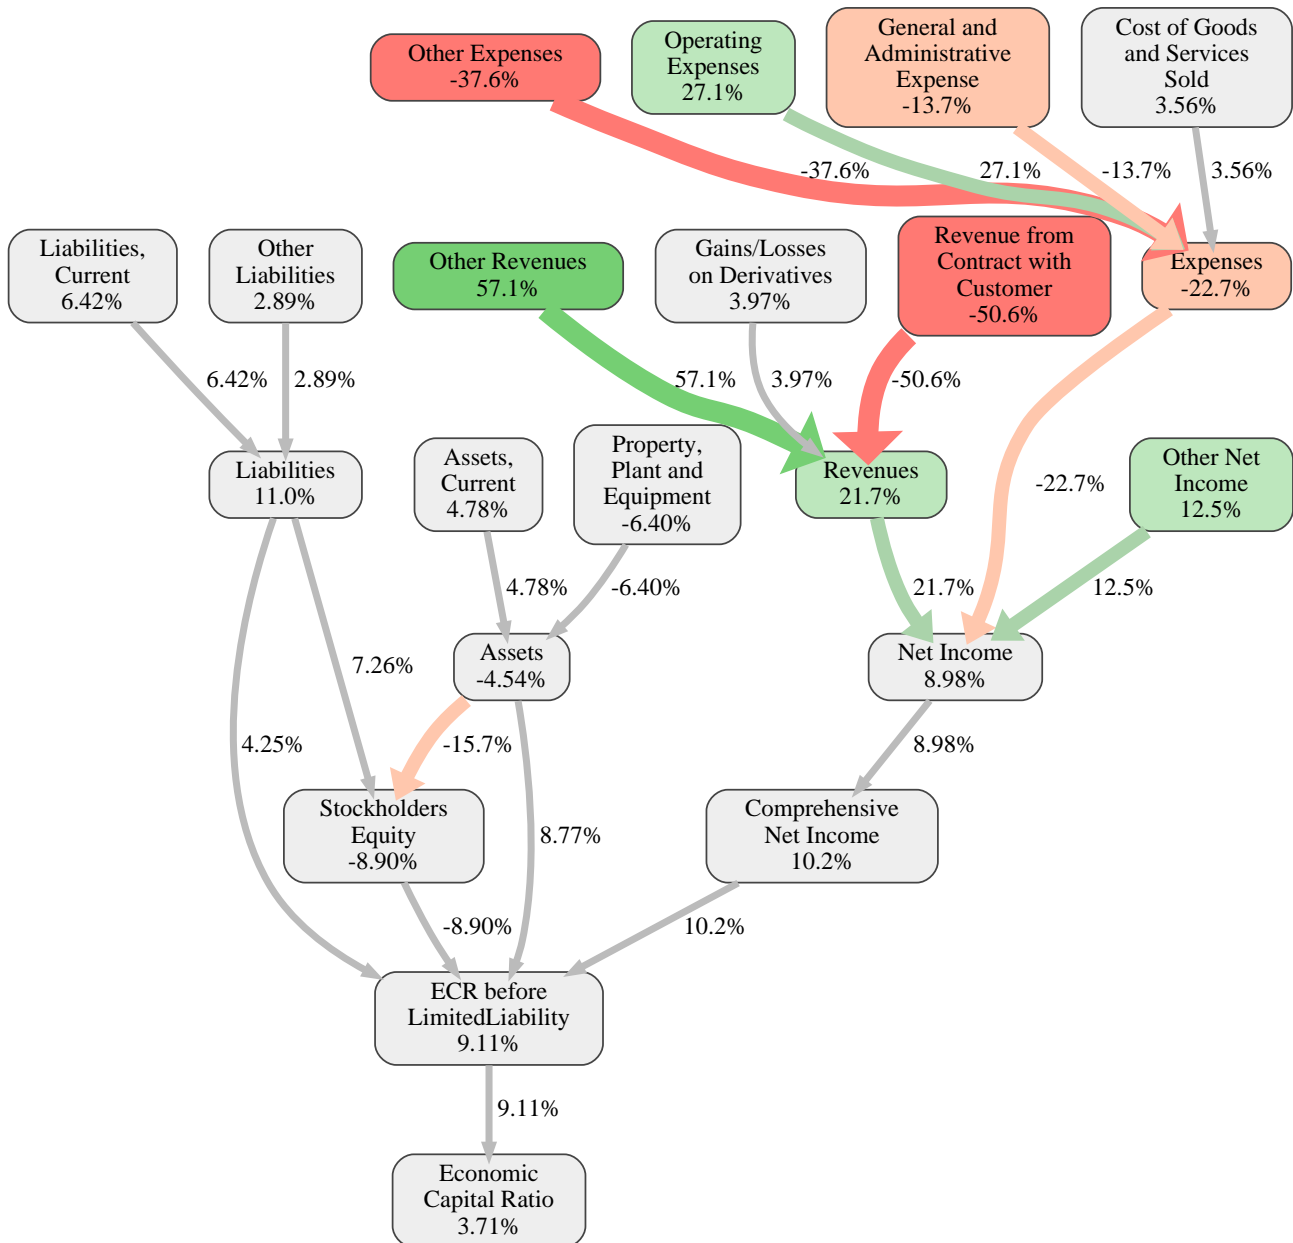 Other Expenses
-37.6%
Operating
Expenses
27.1%
General and
Administrative
Expense
-13.7%
Cost of Goods
and Services
Sold
3.56%
-37.6%
27.1%
-13.7%
3.56%
Liabilities,
Current
6.42%
Other
Liabilities
2.89%
Other Revenues
57.1%
Gains/Losses
on Derivatives
3.97%
Revenue from
Contract with
Customer
-50.6%
Expenses
-22.7%
6.42%
2.89%
57.1%
3.97%
-50.6%
Liabilities
11.0%
Assets,
Current
4.78%
Property,
Plant and
Equipment
-6.40%
Revenues
21.7%
-22.7%
Other Net
Income
12.5%
4.78%
-6.40%
21.7%
12.5%
7.26%
Assets
-4.54%
Net Income
8.98%
4.25%
-15.7%
8.98%
Stockholders
Equity
-8.90%
8.77%
Comprehensive
Net Income
10.2%
-8.90%
10.2%
ECR before
LimitedLiability
9.11%
9.11%
Economic
Capital Ratio
3.71%